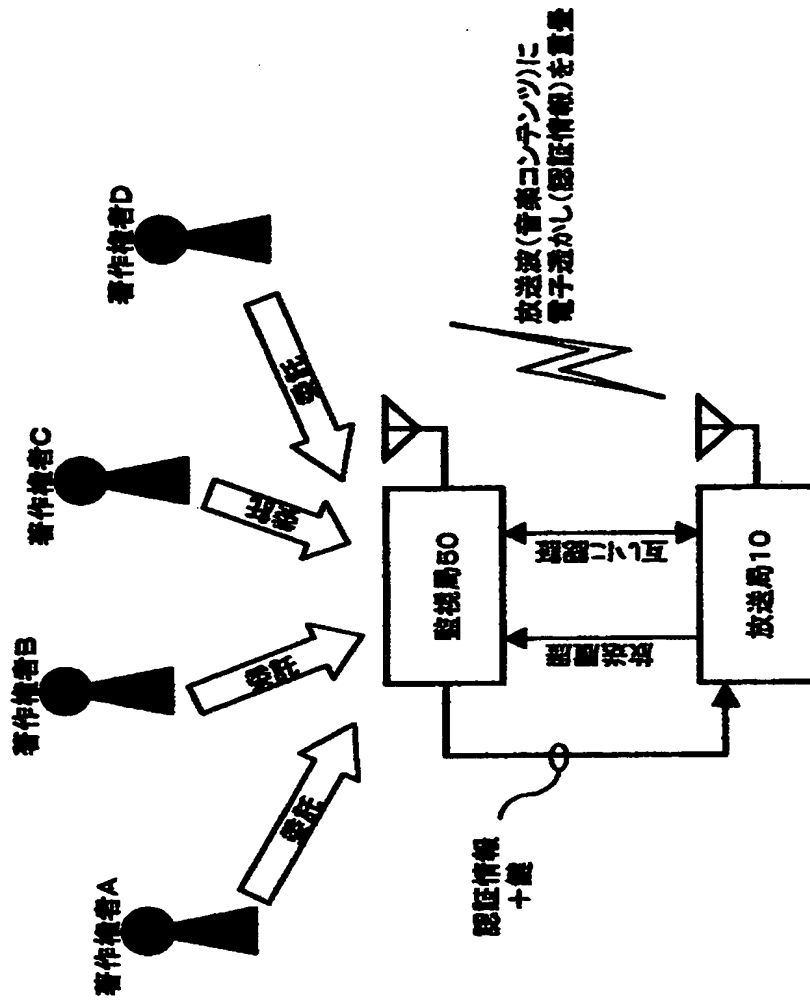 著作権者A
著作権者B
著作権者C
著作権者D
委託
委託
委託
委託
監視局50
認証情報
+鍵
放送履歴
互いに認証
放送局10
放送波(音楽コンテンツ)に
電子透かし(認証情報)を重畳